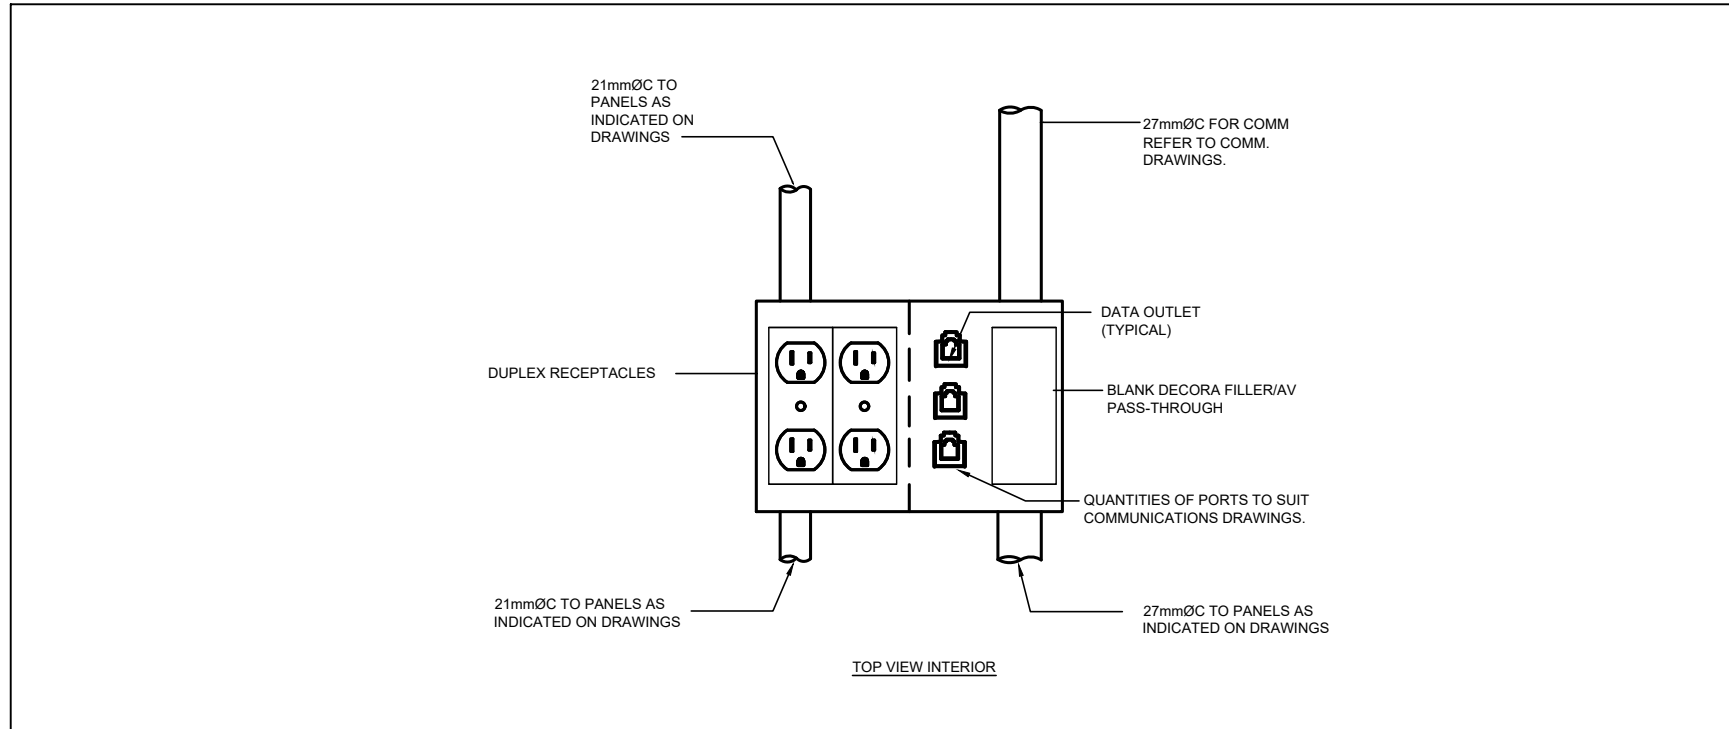 21mmØC TO
PANELS AS
INDICATED ON
DRAWINGS
27mmØC FOR COMM
REFER TO COMM.
DRAWINGS.
DATA OUTLET
(TYPICAL)
DUPLEX RECEPTACLES
BLANK DECORA FILLER/AV
PASS-THROUGH
QUANTITIES OF PORTS TO SUIT
COMMUNICATIONS DRAWINGS.
21mmØC TO PANELS AS
INDICATED ON DRAWINGS
27mmØC TO PANELS AS
INDICATED ON DRAWINGS
TOP VIEW INTERIOR